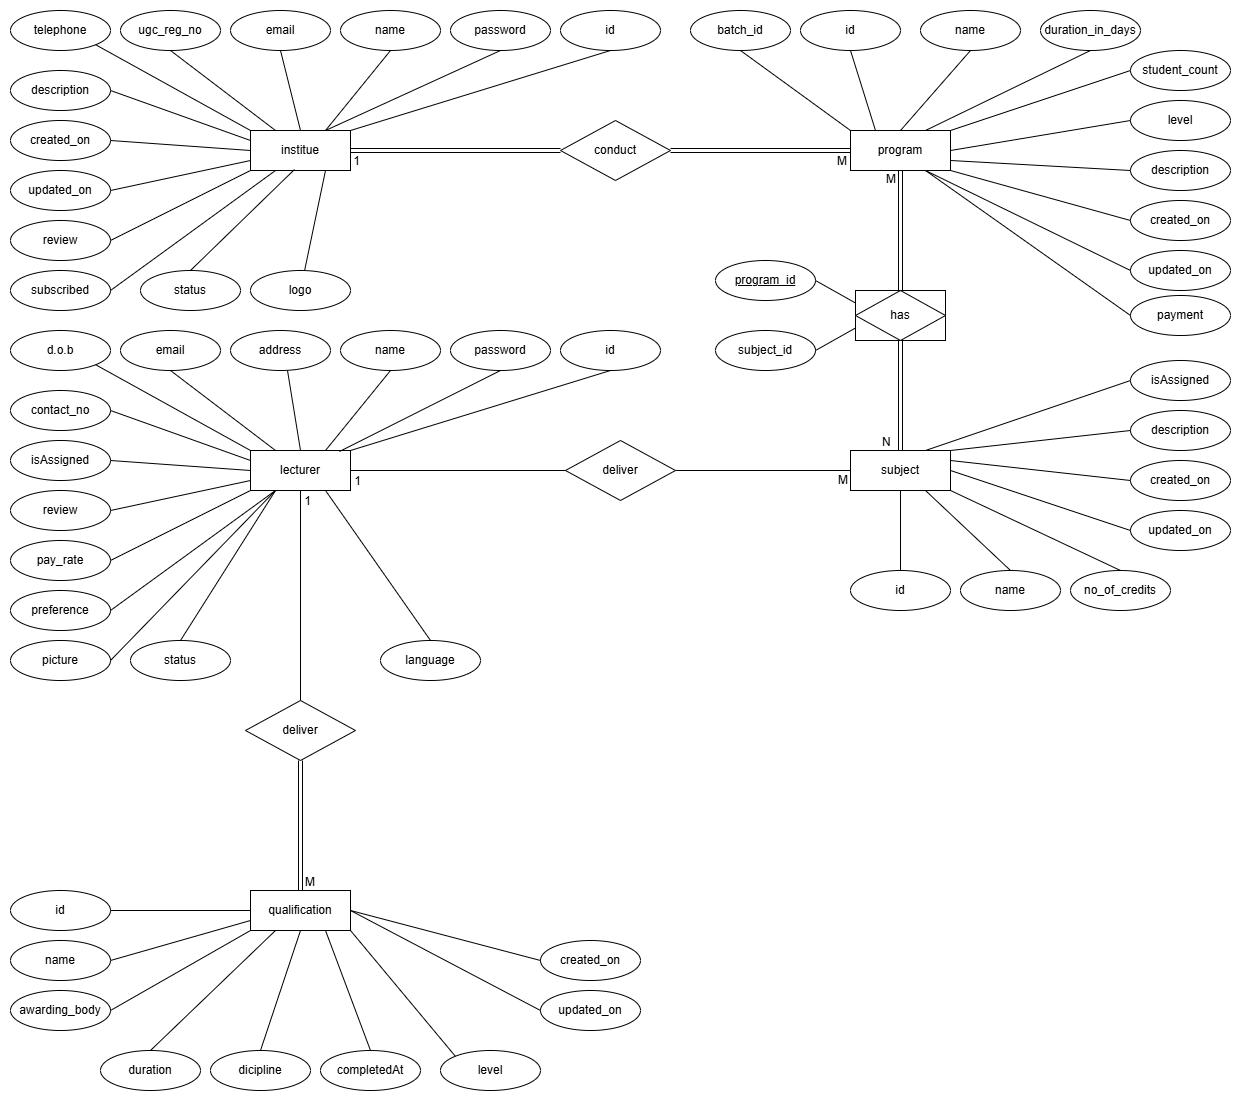 telephone
ugc_reg_no
email
name
password
id
batch_id
id
name
duration_in_days
description
student_count
created_on
level
institue
1
conduct
M
program
M
description
updated_on
created_on
review
subscribed
status
logo
program_id
updated_on
has
payment
d.o.b
email
address
name
password
id
subject_id
isAssigned
contact_no
description
isAssigned
lecturer
1
1
deliver
N
M
subject
created_on
review
updated_on
pay_rate
id
name
no_of_credits
preference
picture
status
language
deliver
M
id
qualification
name
created_on
awarding_body
updated_on
duration
dicipline
completedAt
level